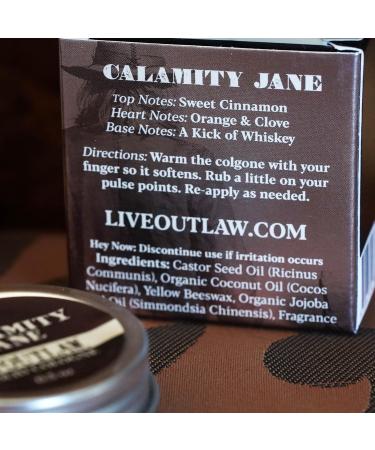 CALAMITY JANE
Top Notes: Sweet Cinnamon
Heart Notes: Orange & Clove
Base Notes: A Kick of Whiskey
Directions: Warm the colgone with your
finger so it softens. Rub a little on your
pulse points. Re-apply as needed.
LIVEOUTLAW.COM
Hey Now: Discontinue use if irritation occurs
Ingredients: Castor Seed Oil (Ricinus
Communis), Organic Coconut Oil (Cocos
Nucifera), Yellow Beeswax, Organic Jojoba
Oil (Simmondsia Chinensis), Fragrance
CALAMITY
JANE
OUTLAW